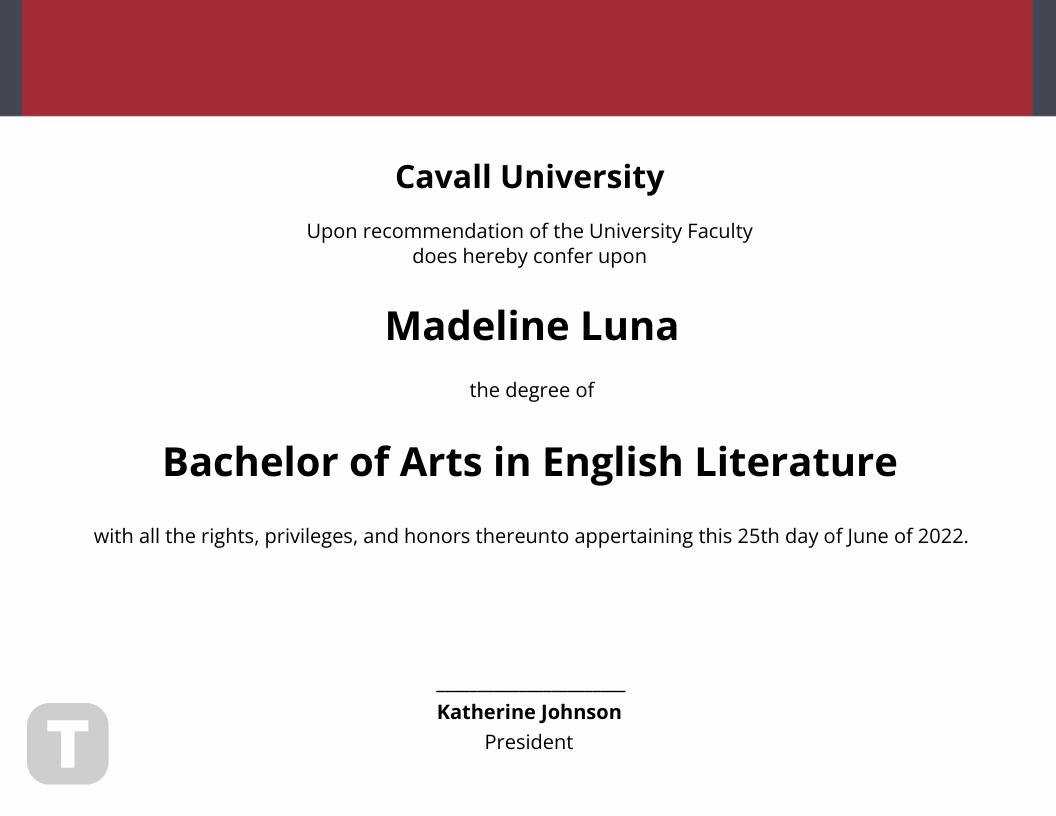 Cavall University
Upon recommendation of the University Faculty
does hereby confer upon
Madeline Luna
the degree of
Bachelor of Arts in English Literature
with all the rights, privileges, and honors thereunto appertaining this 25th day of June of 2022.
Katherine Johnson
President
T